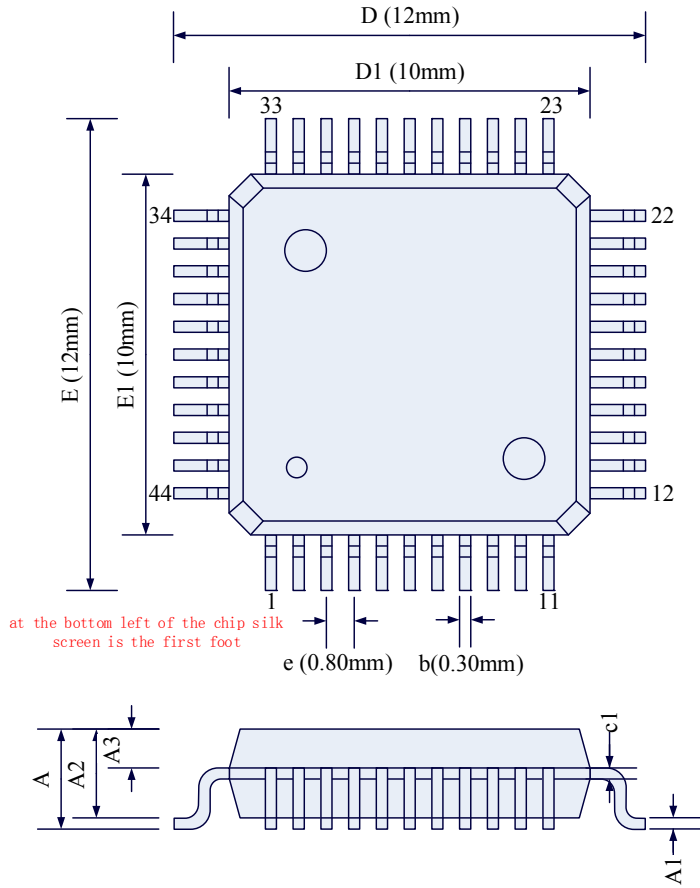 D (12mm)
D1 (10mm)
33
23
34
22
E (12mm)
E1 (10mm)
44
12
1
11
at the bottom left of the chip silk
screen is the first foot
e (0.80mm)
b(0.30mm)
A
A2
A3
c1
A1